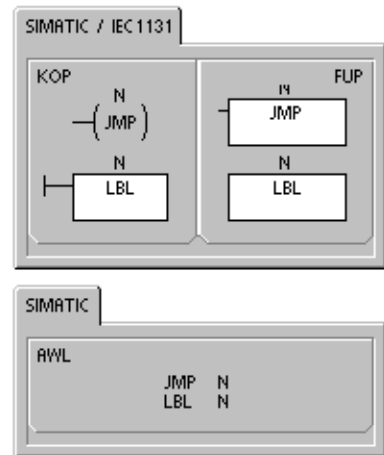 SIMATIC / IEC1131
KOP
FUP
N
JMP
N
LBL
N
JMP
N
LBL
SIMATIC
AWL
JMP N
LBL N